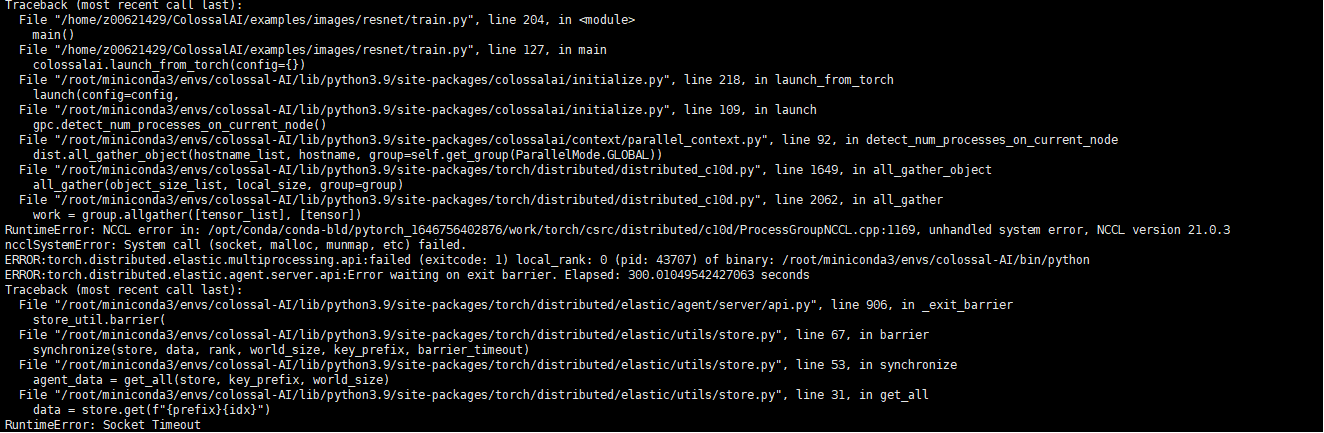 Traceback (most recent call last):
  File "/home/z00621429/ColossalAI/examples/images/resnet/train.py", line 204, in <module>
    main()
  File "/home/z00621429/ColossalAI/examples/images/resnet/train.py", line 127, in main
    colossalai.launch_from_torch(config={})
  File "/root/miniconda3/envs/colossal-AI/lib/python3.9/site-packages/colossalai/initialize.py", line 218, in launch_from_torch
    launch(config=config,
  File "/root/miniconda3/envs/colossal-AI/lib/python3.9/site-packages/colossalai/initialize.py", line 109, in launch
    gpc.detect_num_processes_on_current_node()
  File "/root/miniconda3/envs/colossal-AI/lib/python3.9/site-packages/colossalai/context/parallel_context.py", line 92, in detect_num_processes_on_current_node
    dist.all_gather_object(hostname_list, hostname, group=self.get_group(ParallelMode.GLOBAL))
  File "/root/miniconda3/envs/colossal-AI/lib/python3.9/site-packages/torch/distributed/distributed_c10d.py", line 1649, in all_gather_object
    all_gather(object_size_list, local_size, group=group)
  File "/root/miniconda3/envs/colossal-AI/lib/python3.9/site-packages/torch/distributed/distributed_c10d.py", line 2062, in all_gather
    work = group.allgather([tensor_list], [tensor])
RuntimeError: NCCL error in: /opt/conda/conda-bld/pytorch_1646756402876/work/torch/csrc/distributed/c10d/ProcessGroupNCCL.cpp:1169, unhandled system error, NCCL version 21.0.3
ncclSystemError: System call (socket, malloc, munmap, etc) failed.
ERROR:torch.distributed.elastic.multiprocessing.api:failed (exitcode: 1) local_rank: 0 (pid: 43707) of binary: /root/miniconda3/envs/colossal-AI/bin/python
ERROR:torch.distributed.elastic.agent.server.api:Error waiting on exit barrier. Elapsed: 300.01049542427063 seconds
Traceback (most recent call last):
  File "/root/miniconda3/envs/colossal-AI/lib/python3.9/site-packages/torch/distributed/elastic/agent/server/api.py", line 906, in _exit_barrier
    store_util.barrier(
  File "/root/miniconda3/envs/colossal-AI/lib/python3.9/site-packages/torch/distributed/elastic/utils/store.py", line 67, in barrier
    synchronize(store, data, rank, world_size, key_prefix, barrier_timeout)
  File "/root/miniconda3/envs/colossal-AI/lib/python3.9/site-packages/torch/distributed/elastic/utils/store.py", line 53, in synchronize
    agent_data = get_all(store, key_prefix, world_size)
  File "/root/miniconda3/envs/colossal-AI/lib/python3.9/site-packages/torch/distributed/elastic/utils/store.py", line 31, in get_all
    data = store.get(f"{prefix}{idx}")
RuntimeError: Socket Timeout